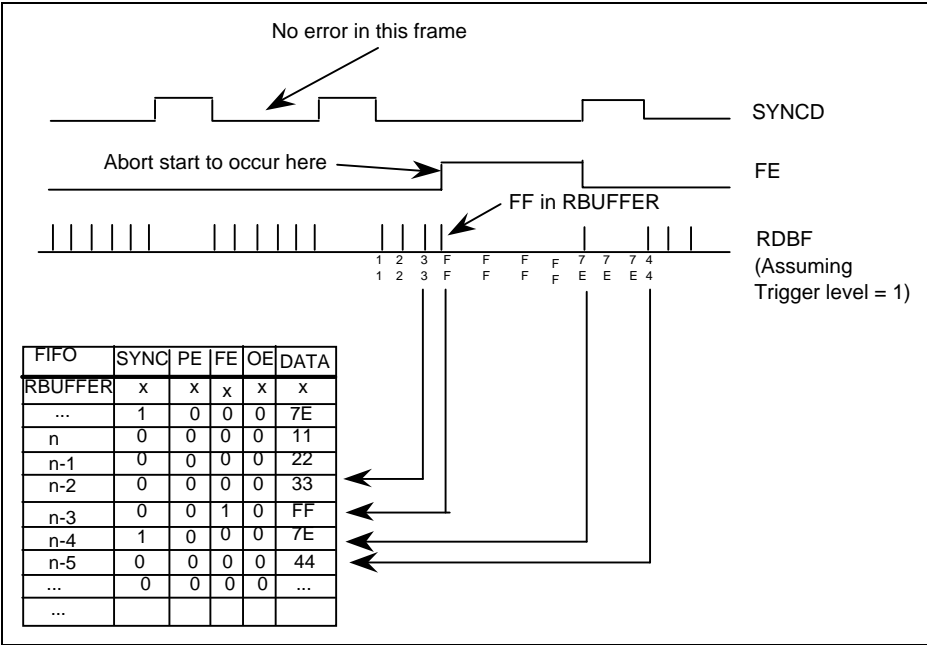 No error in this frame
SYNCD
Abort start to occur here
FE
FF in RBUFFER
RDBF
(Assuming
Trigger level = 1)
1 2 3 F F F F 7 7 7 4
1 2 3 F F F F E E E 4
FIFO SYNC PE FE OE DATA
RBUFFER x x x x x
... 1 0 0 0 7E
n 0 0 0 0 11
n-1 0 0 0 0 22
n-2 0 0 0 0 33
n-3 0 0 1 0 FF
n-4 1 0 0 0 7E
n-5 0 0 0 0 44
... 0 0 0 0 ...
...